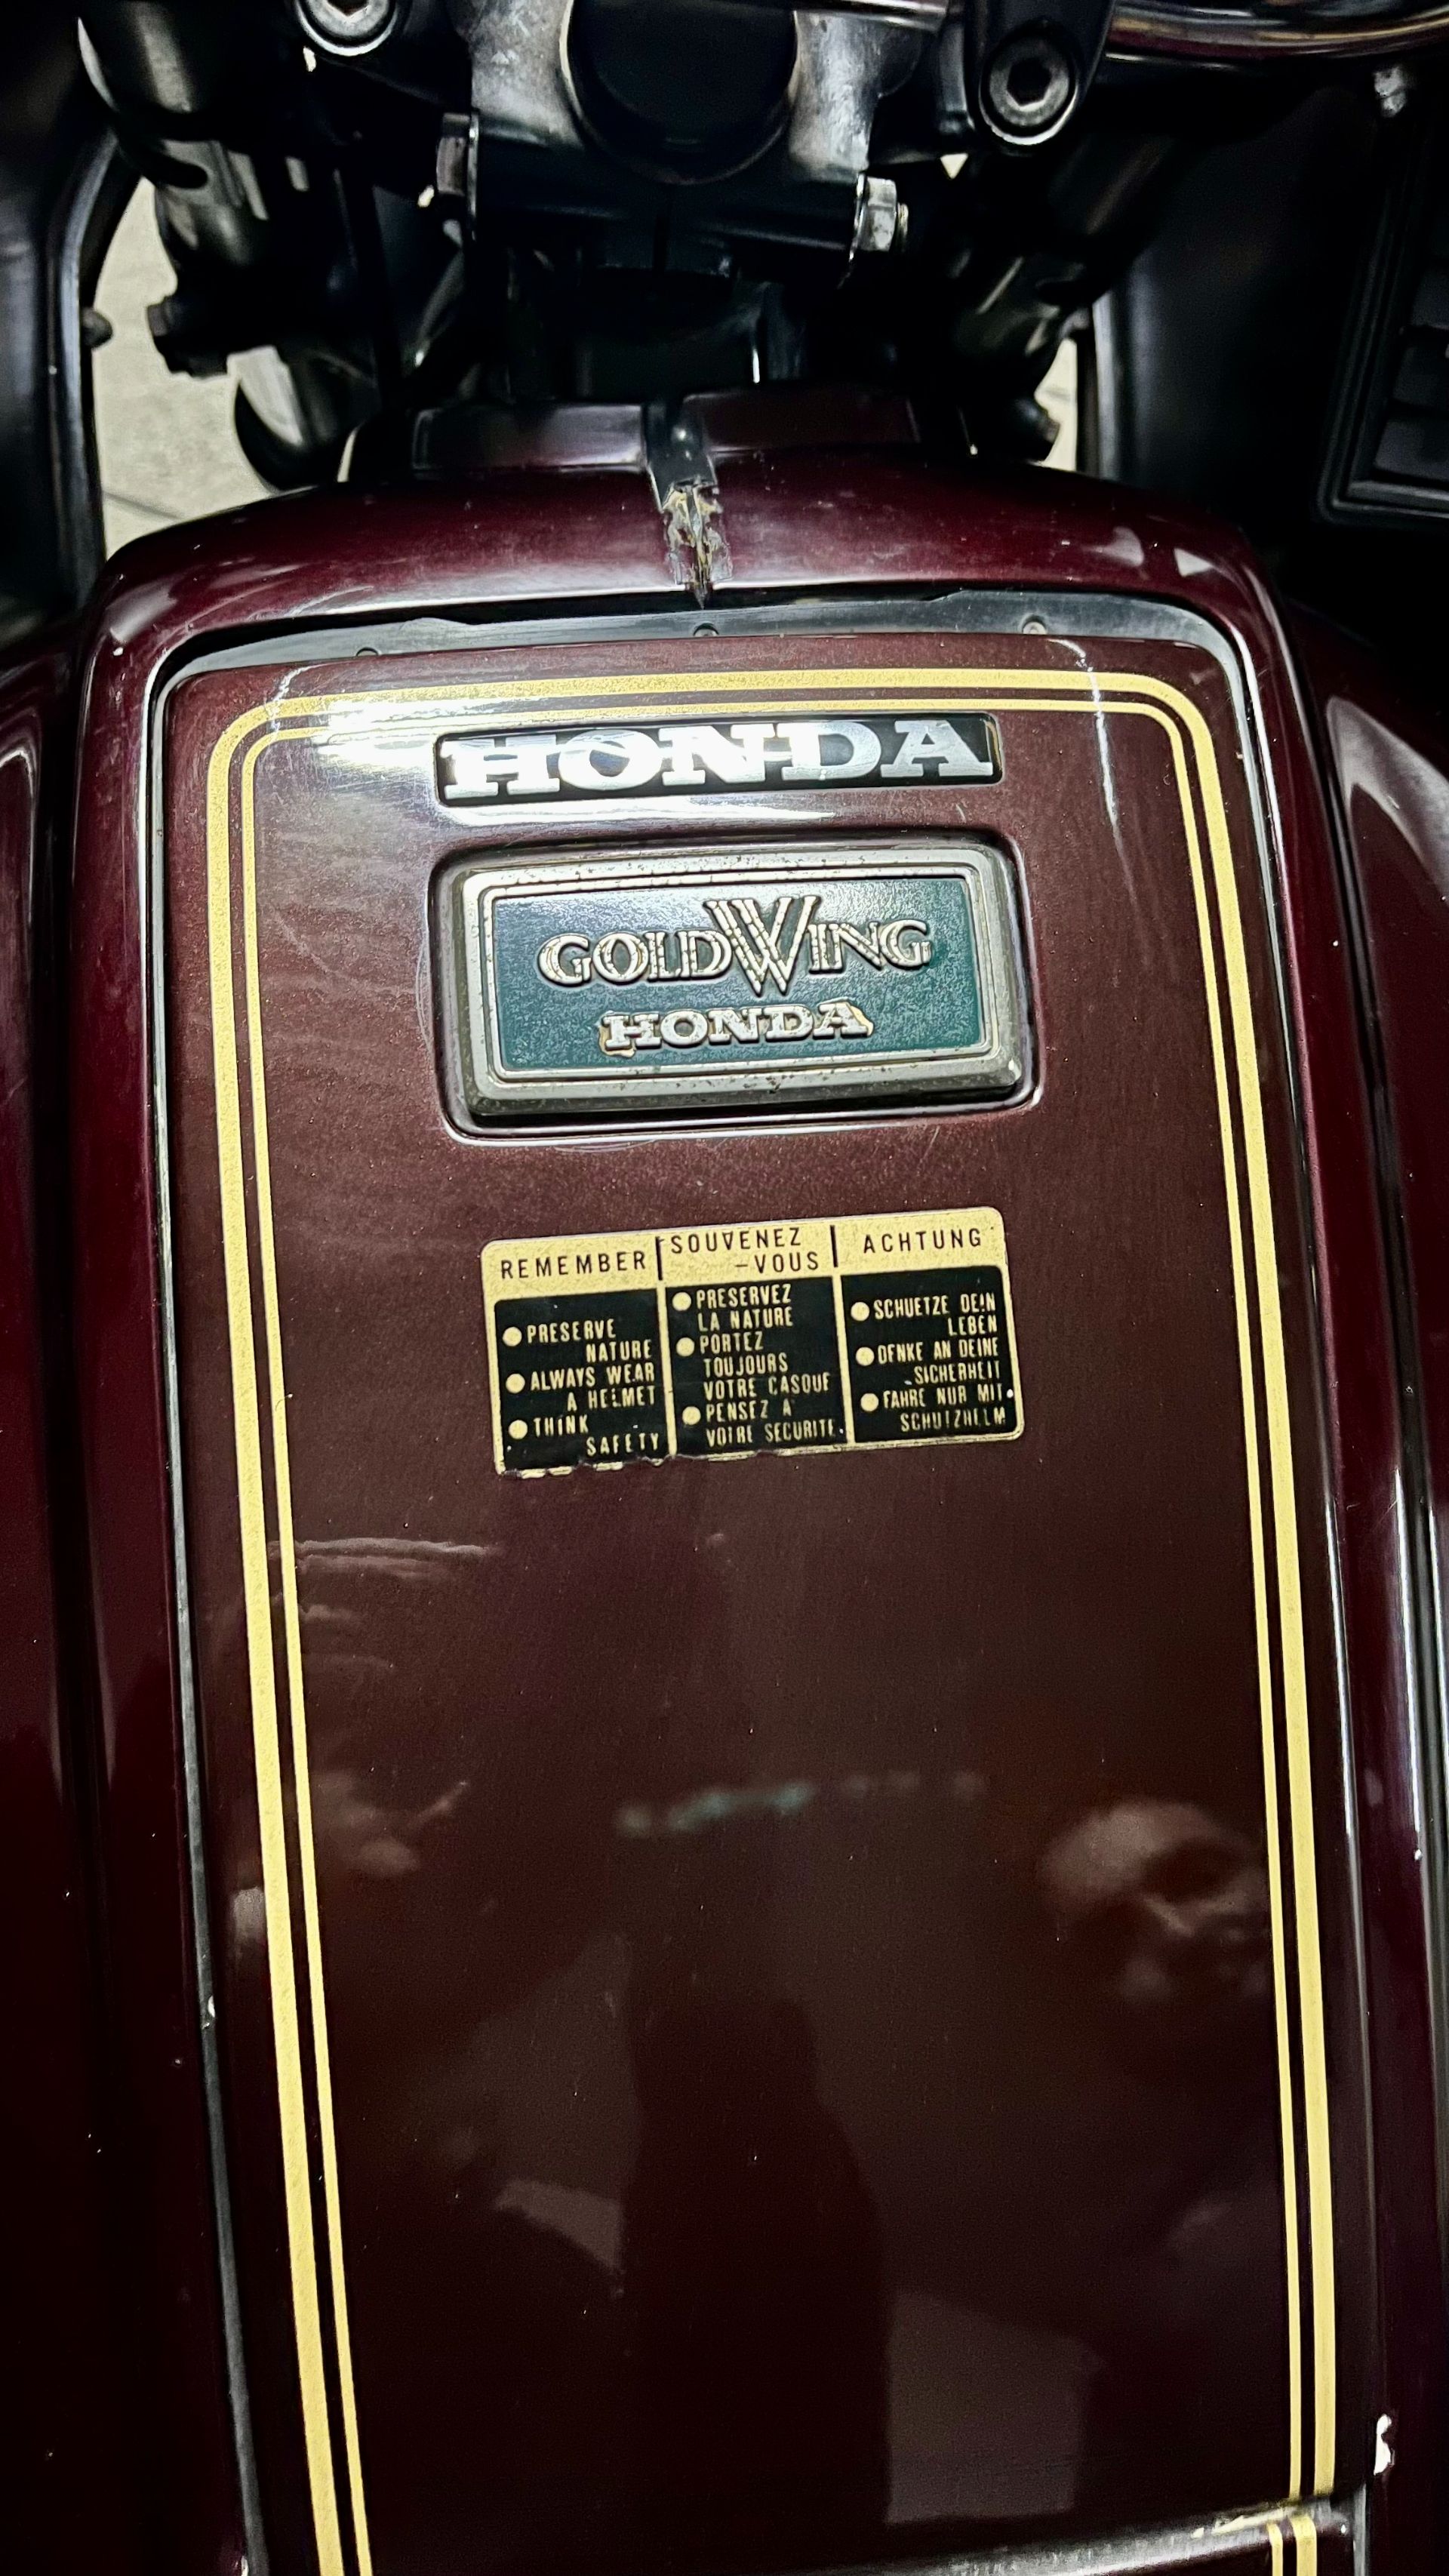 HONDA
GOLDWING
HONDA
REMEMBER
PRESERVE
NATURE
ALWAYS WEAR
A HELMET
THINK
SAFETY
SOUVENEZ
-VOUS
PRESERVEZ
LA NATURE
PORTEZ
TOUJOURS
VOTRE CASQUE
PENSEZ A
VOTRE SECURITE
ACHTUNG
SCHUETZE DEIN
LEBEN
DENKE AN DEINE
SICHERHEIT
FAHRE NUR MIT
SCHUTZHELM